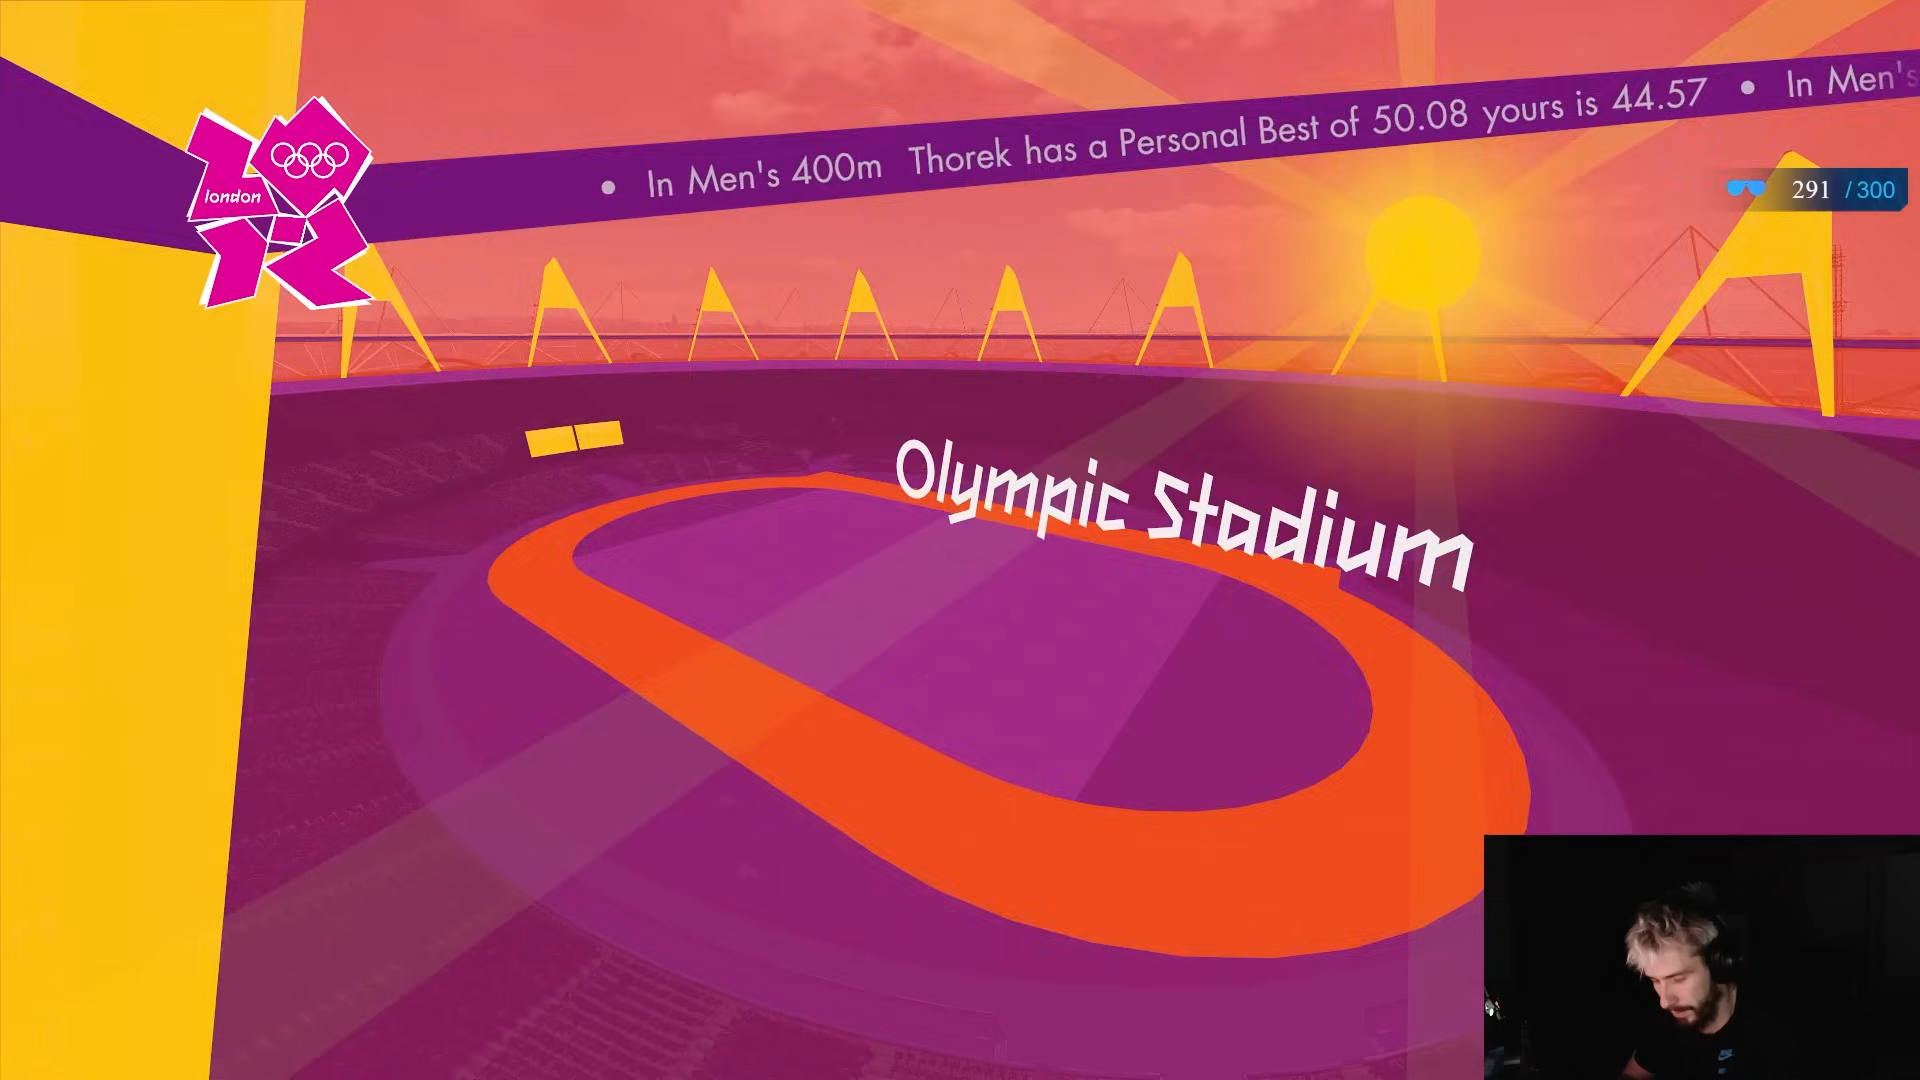 • In Men's 400m Thorek has a Personal Best of 50.08 yours is 44.57 • In Men's
london
291 / 300
Olympic Stadium